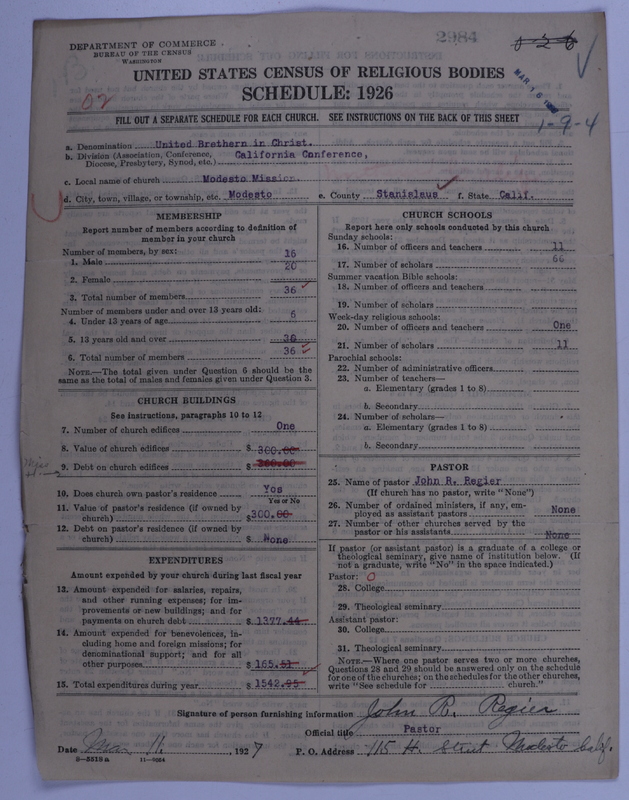 DEPARTMENT OF COMMERCE
BUREAU OF THE CENSUS
WASHINGTON
2984
MAR 16
UNITED STATES CENSUS OF RELIGIOUS BODIES
SCHEDULE: 1926
02
1-9-4
FILL OUT A SEPARATE SCHEDULE FOR EACH CHURCH. SEE INSTRUCTIONS ON THE BACK OF THIS SHEET
a. Denomination United Brethern in Christ.
b. Division (Association, Conference, California Conference,
Diocese, Presbytery, Synod, etc.)
c. Local name of church Modesto Mission.
d. City, town, village, or township, etc. Modesto e. County Stanislaus f. State Calif.
MEMBERSHIP
Report number of members according to definition of
member in your church
Number of members, by sex: 16
1. Male
20
2. Female
36
3. Total number of members
Number of members under and over 13 years old:
4. Under 13 years of age 6
5. 13 years old and over 30
6. Total number of members 36
NOTE.—The total given under Question 6 should be the
same as the total of males and females given under Question 3.
CHURCH BUILDINGS
See instructions, paragraphs 10 to 12
7. Number of church edifices One
8. Value of church edifices $ 300.00
9. Debt on church edifices $
10. Does church own pastor's residence Yes
Yes or No
11. Value of pastor's residence (if owned by
church) $300.00
12. Debt on pastor's residence (if owned by
church) $ None
EXPENDITURES
Amount expended by your church during last fiscal year
13. Amount expended for salaries, repairs,
and other running expenses; for im-
provements or new buildings; and for
payments on church debt $ 1377.44
14. Amount expended for benevolences, in-
cluding home and foreign missions; for
denominational support; and for all
other purposes $ 165.51
15. Total expenditures during year $ 1542.95
CHURCH SCHOOLS
Report here only schools conducted by this church
Sunday schools:
16. Number of officers and teachers 11
66
17. Number of scholars
Summer vacation Bible schools:
18. Number of officers and teachers
19. Number of scholars
Week-day religious schools:
20. Number of officers and teachers One
21. Number of scholars 11
Parochial schools:
22. Number of administrative officers
23. Number of teachers—
a. Elementary (grades 1 to 8)
b. Secondary
24. Number of scholars—
a. Elementary (grades 1 to 8)
b. Secondary
PASTOR
25. Name of pastor John R. Regier
(If church has no pastor, write "None")
26. Number of ordained ministers, if any, em-
ployed as assistant pastors None
27. Number of other churches served by the
pastor or his assistants None
If pastor (or assistant pastor) is a graduate of a college or
theological seminary, give name of institution below. (If
not a graduate, write "No" in the space indicated.)
Pastor: 0
28. College
29. Theological seminary
Assistant pastor:
30. College
31. Theological seminary
NOTE.—Where one pastor serves two or more churches,
Questions 28 and 29 should be answered only on the schedule
for one of the churches; on the schedules for the other churches,
write "See schedule for church."
Signature of person furnishing information John R. Regier
Official title Pastor
Date Mar 11, 1927 P. O. Address 115 H. Street Modesto Calif.
8-5519 a 11-9684